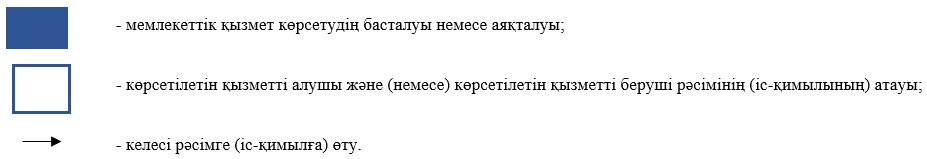 - мемлекеттік қызмет көрсетудің басталуы немесе аяқталуы;
- көрсетілетін қызметті алушы және (немесе) көрсетілетін қызметті беруші рәсімінің (іс-қимылының) атауы;
- келесі рәсімге (іс-қимылға) өту.